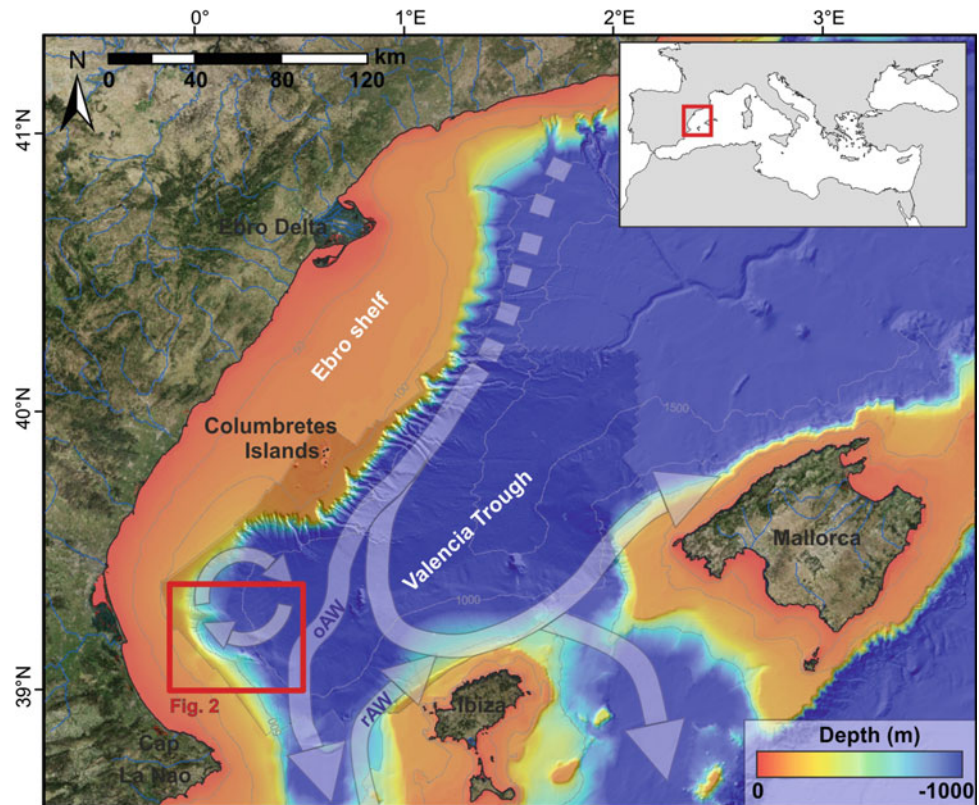 0°
1°E
2°E
3°E
N
km
0
40
80
120
41°N
Ebro Delta
Ebro shelf
40°N
100
1500
Columbretes
Islands
Valencia Trough
Mallorca
1000
oAW
39°N
Fig. 2
rAW
Ibiza
Cap
La Nao
Depth (m)
0
-1000